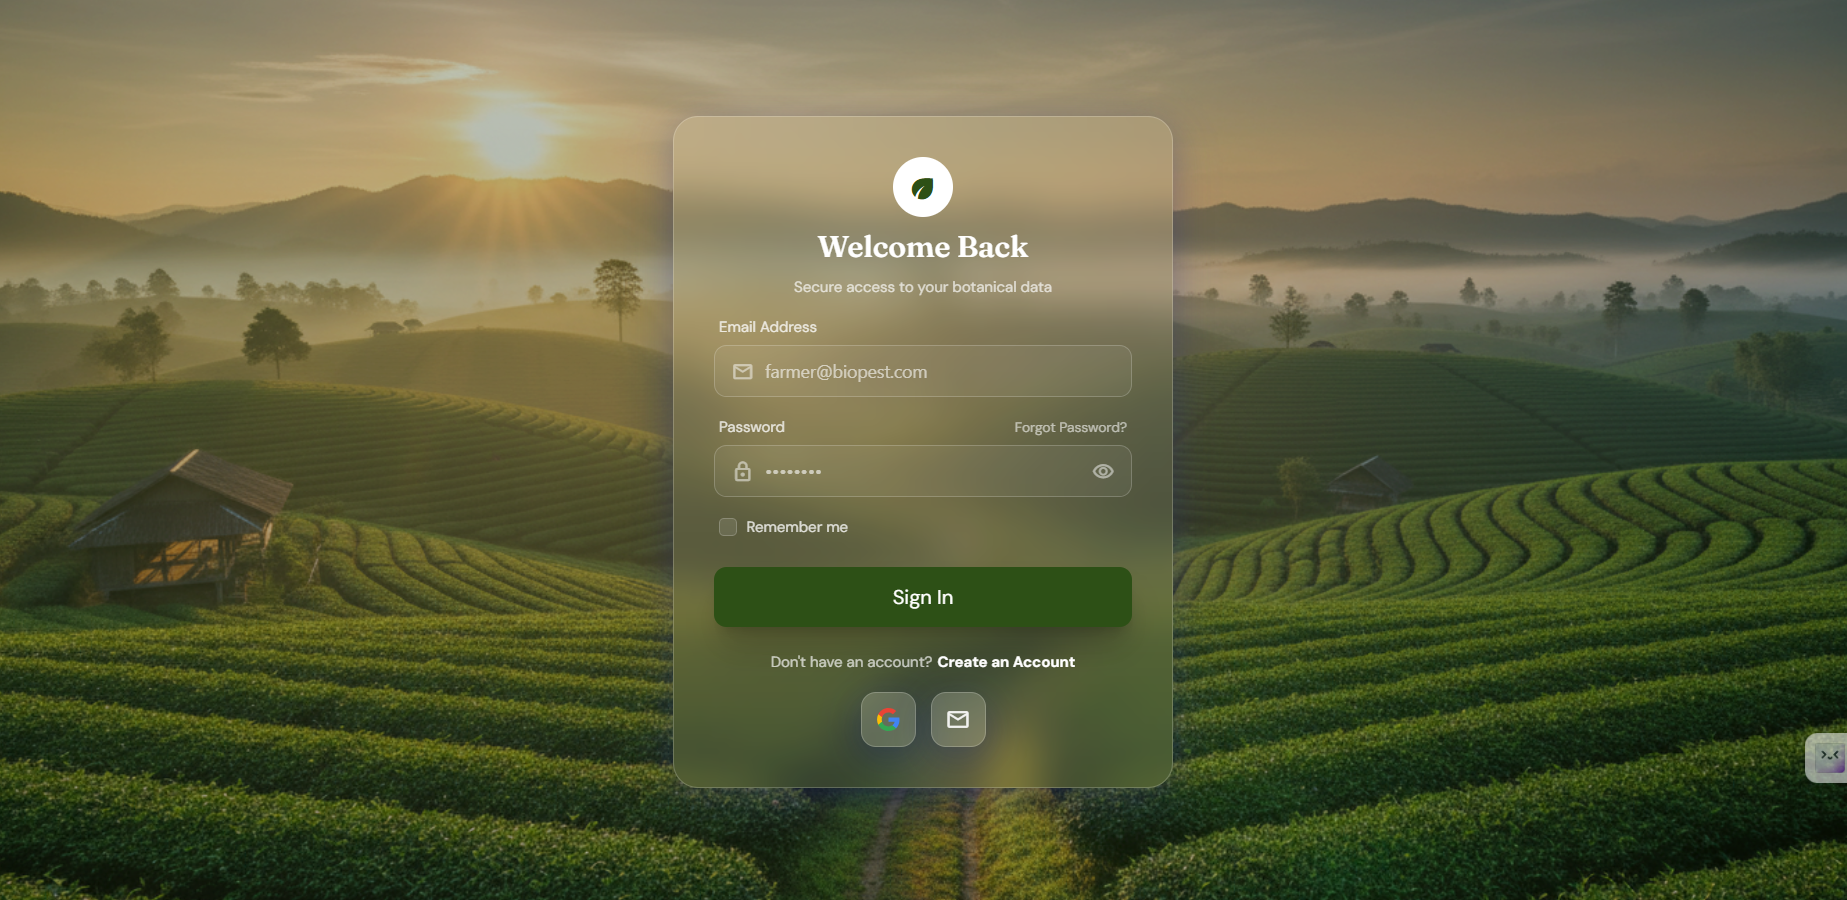 Welcome Back
Secure access to your botanical data
Email Address
farmer@biopest.com
Password Forgot Password?
••••••••
Remember me
Sign In
Don't have an account? Create an Account